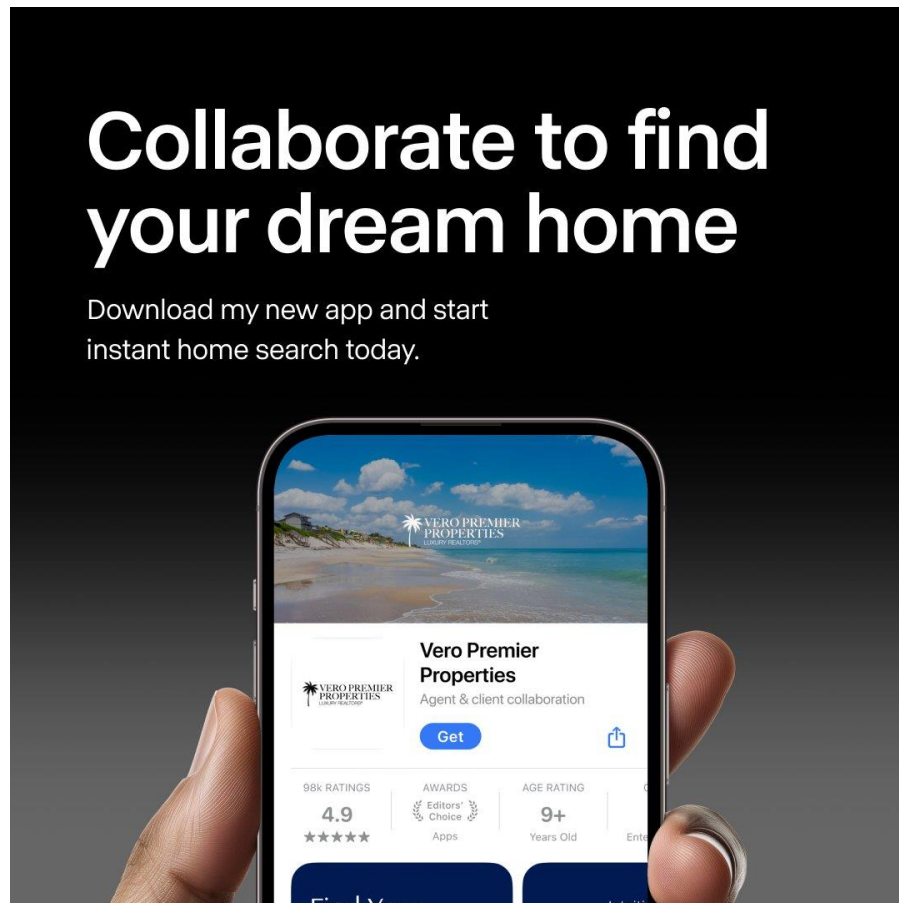 Collaborate to find
your dream home
Download my new app and start
instant home search today.
VERO PREMIER
PROPERTIES
LUXURY REALTORS®
Vero Premier
Properties
VERO PREMIER
PROPERTIES
LUXURY REALTORS®
Agent & client collaboration
Get
98k RATINGS
AWARDS
AGE RATING
4.9
Editors'
Choice
9+
★★★★★
Apps
Years Old